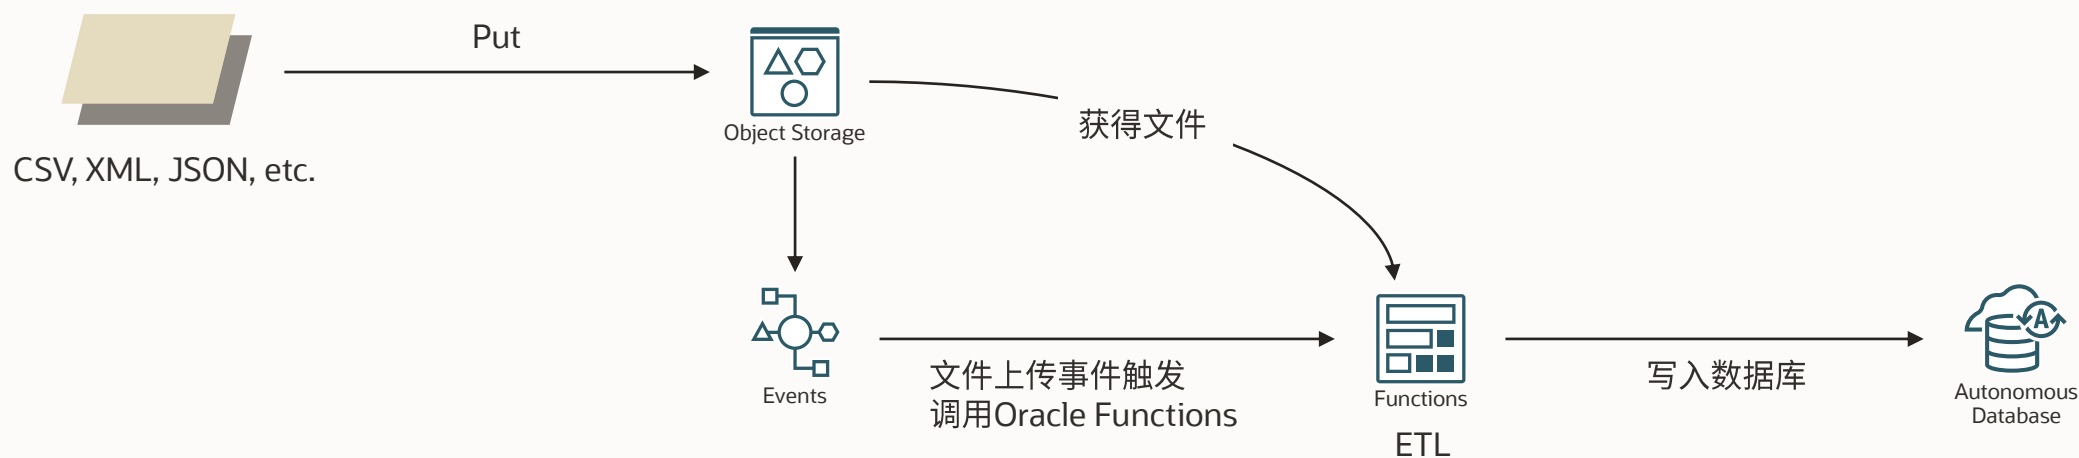 Put
Object Storage
获得文件
CSV, XML, JSON, etc.
Events
文件上传事件触发
调用Oracle Functions
Functions
ETL
写入数据库
A
Autonomous
Database